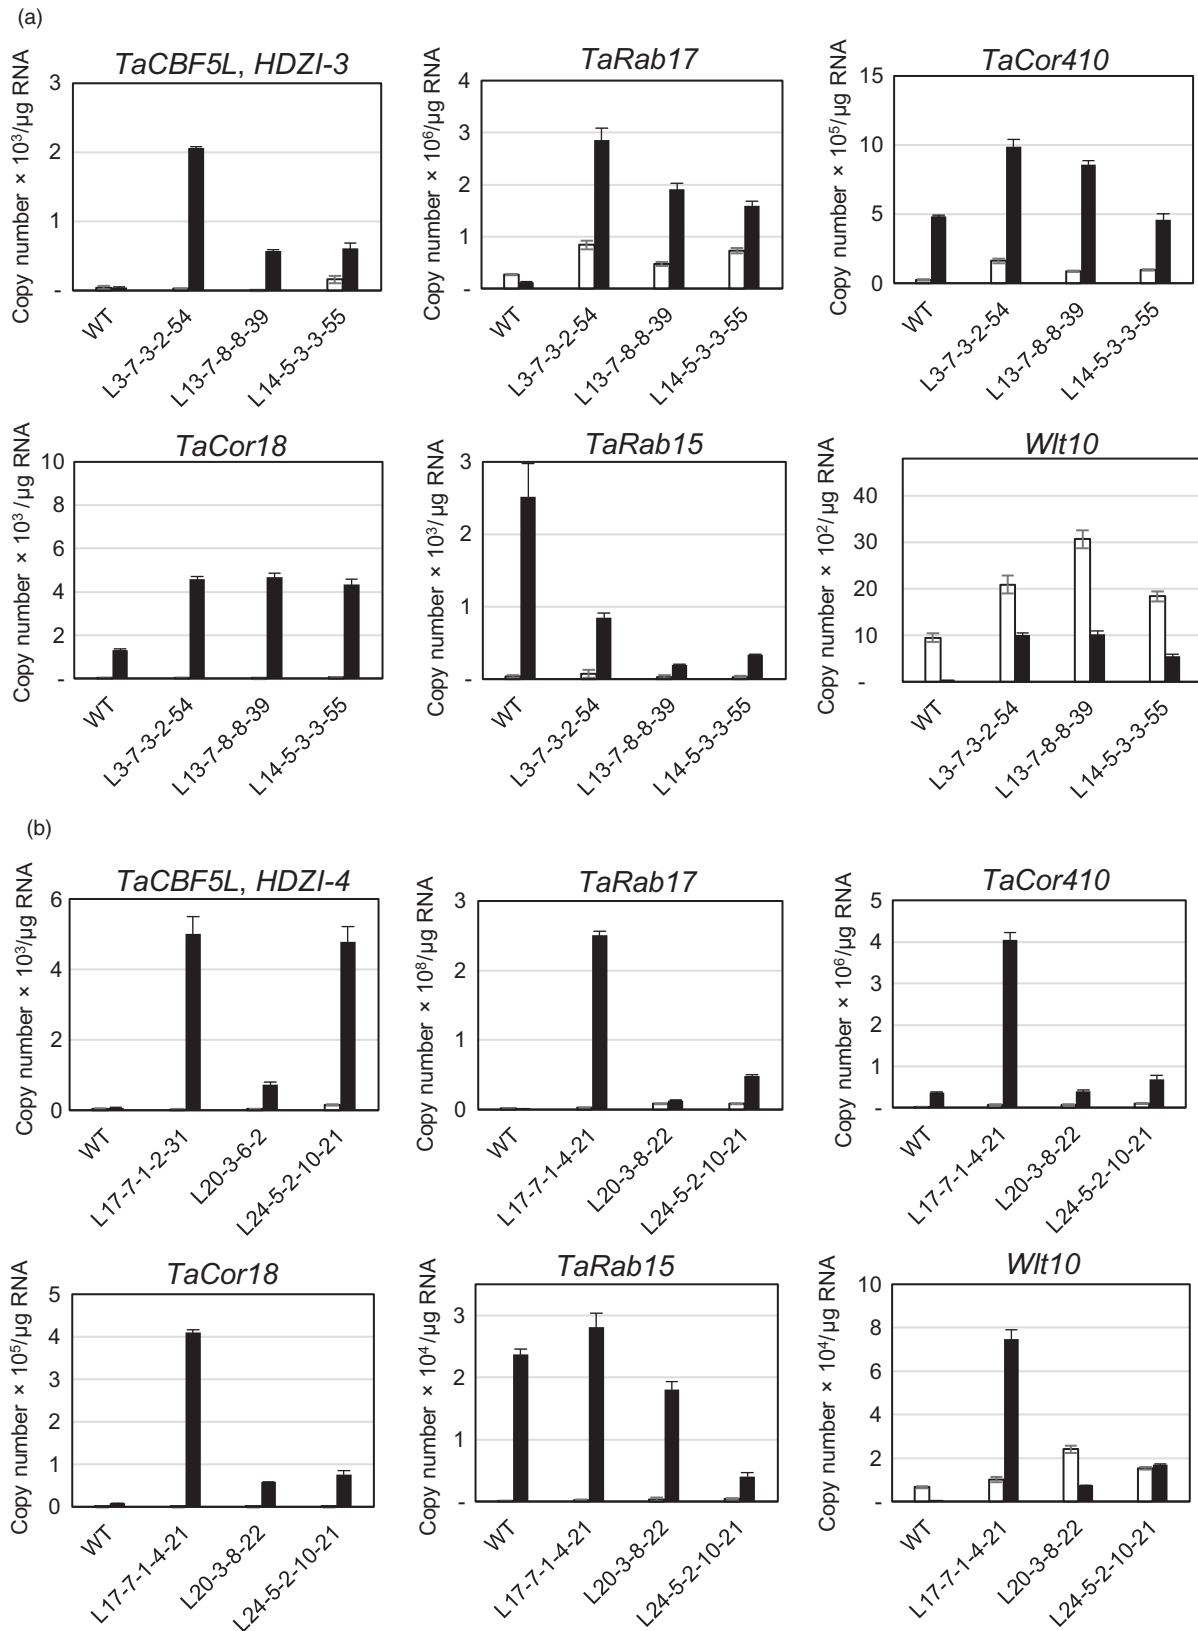 (a)
TaCBF5L, HDZI-3
Copy number × 10³/µg RNA
3
2
1
-
WT
L3-7-3-2-54
L13-7-8-8-39
L14-5-3-3-55
TaRab17
Copy number × 10⁶/µg RNA
4
3
2
1
-
WT
L3-7-3-2-54
L13-7-8-8-39
L14-5-3-3-55
TaCor410
Copy number × 10⁵/µg RNA
15
10
5
0
WT
L3-7-3-2-54
L13-7-8-8-39
L14-5-3-3-55
TaCor18
Copy number × 10³/µg RNA
10
8
6
4
2
-
WT
L3-7-3-2-54
L13-7-8-8-39
L14-5-3-3-55
TaRab15
Copy number × 10³/µg RNA
3
2
1
-
WT
L3-7-3-2-54
L13-7-8-8-39
L14-5-3-3-55
Wlt10
Copy number × 10²/µg RNA
40
30
20
10
-
WT
L3-7-3-2-54
L13-7-8-8-39
L14-5-3-3-55
(b)
TaCBF5L, HDZI-4
Copy number × 10³/µg RNA
6
4
2
0
WT
L17-7-1-2-31
L20-3-6-2
L24-5-2-10-21
TaRab17
Copy number × 10⁸/µg RNA
3
2
1
0
WT
L17-7-1-4-21
L20-3-8-22
L24-5-2-10-21
TaCor410
Copy number × 10⁶/µg RNA
5
4
3
2
1
-
WT
L17-7-1-4-21
L20-3-8-22
L24-5-2-10-21
TaCor18
Copy number × 10⁵/µg RNA
5
4
3
2
1
0
WT
L17-7-1-4-21
L20-3-8-22
L24-5-2-10-21
TaRab15
Copy number × 10⁴/µg RNA
3
2
1
-
WT
L17-7-1-4-21
L20-3-8-22
L24-5-2-10-21
Wlt10
Copy number × 10⁴/µg RNA
10
8
6
4
2
-
WT
L17-7-1-4-21
L20-3-8-22
L24-5-2-10-21